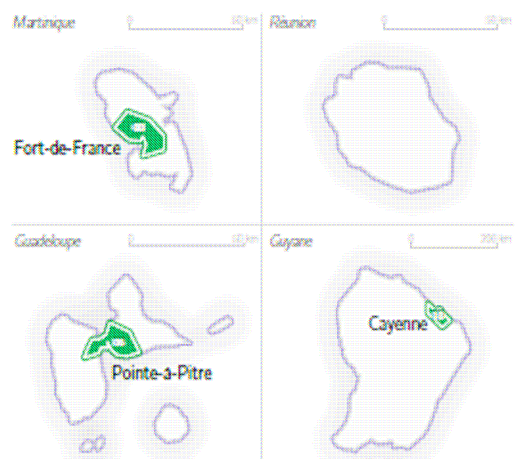 Martinique
Réunion
Fort-de-France
Guadeloupe
Guyane
Cayenne
Pointe-à-Pitre